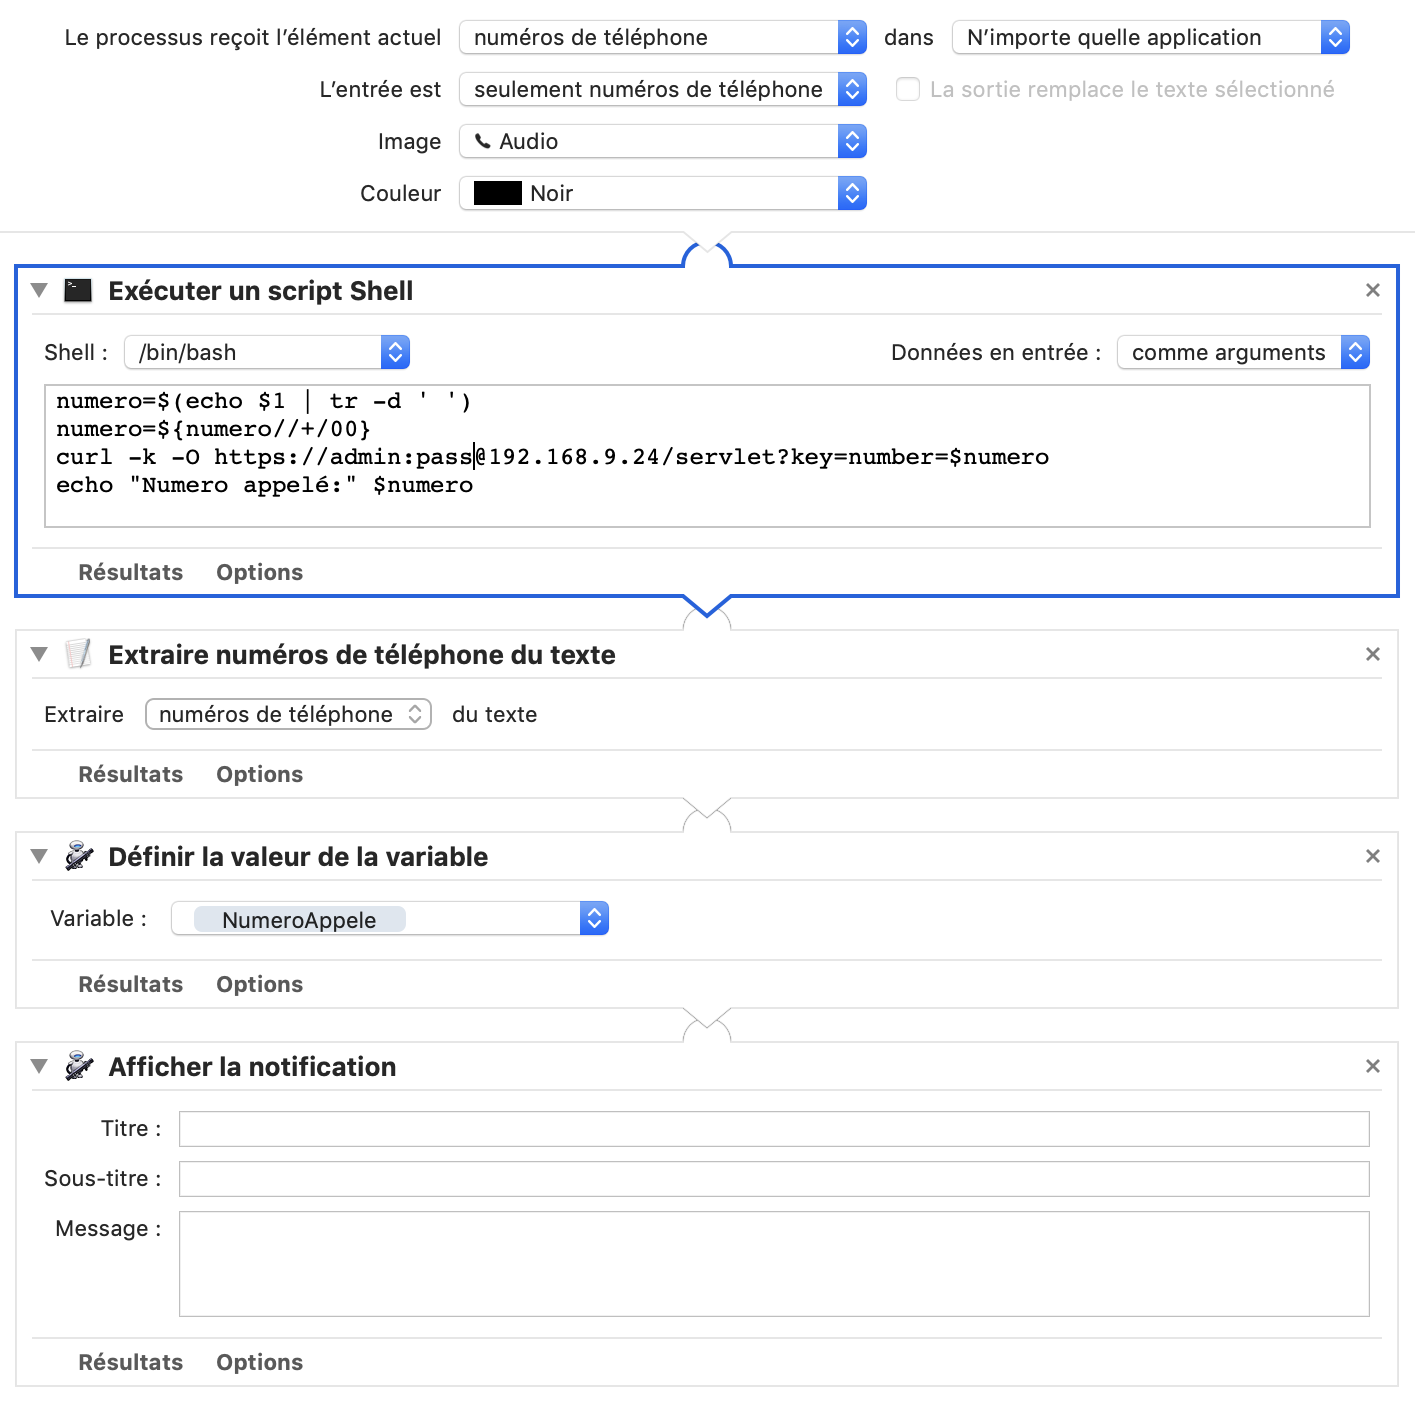 Le processus reçoit l’élément actuel numéros de téléphone dans N’importe quelle application
L’entrée est seulement numéros de téléphone La sortie remplace le texte sélectionné
Image Audio
Couleur Noir
Exécuter un script Shell
Shell : /bin/bash Données en entrée : comme arguments
numero=$(echo $1 | tr -d ' ')
numero=${numero//+/00}
curl -k -O https://admin:pass@192.168.9.24/servlet?key=number=$numero
echo "Numero appelé:" $numero
Résultats Options
Extraire numéros de téléphone du texte
Extraire numéros de téléphone du texte
Résultats Options
Définir la valeur de la variable
Variable : NumeroAppele
Résultats Options
Afficher la notification
Titre :
Sous-titre :
Message :
Résultats Options